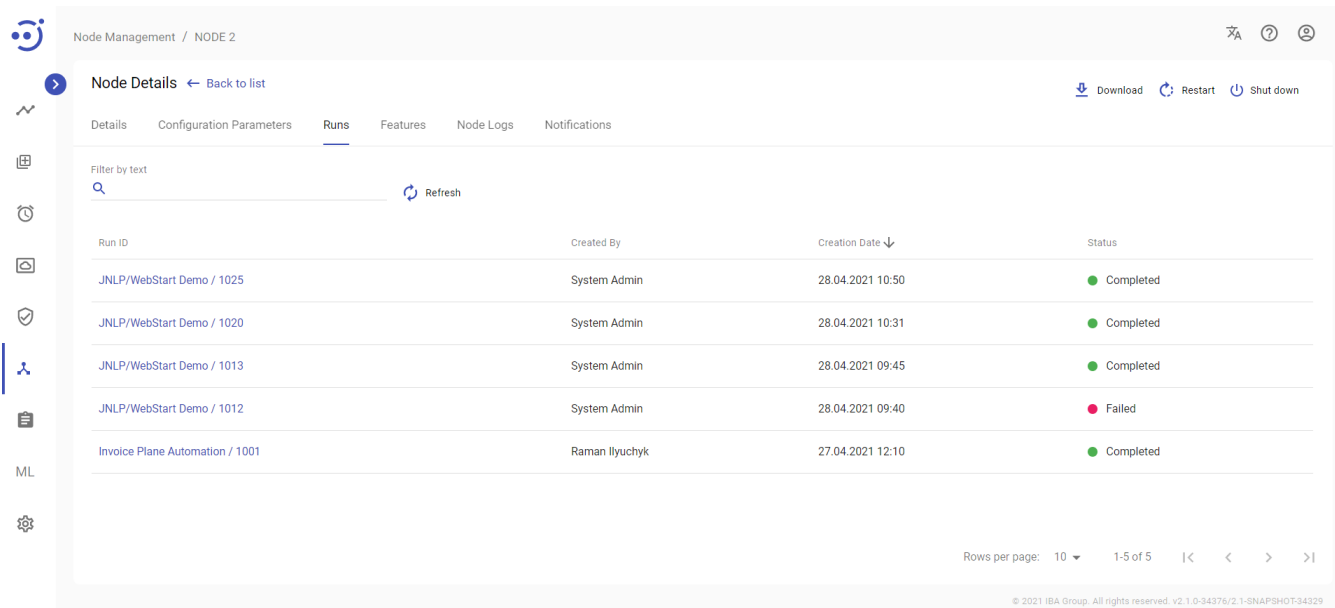 Node Management / NODE 2
Node Details ← Back to list
Download Restart Shut down
Details Configuration Parameters Runs Features Node Logs Notifications
Filter by text
Refresh
Run ID Created By Creation Date Status
JNLP/WebStart Demo / 1025 System Admin 28.04.2021 10:50 Completed
JNLP/WebStart Demo / 1020 System Admin 28.04.2021 10:31 Completed
JNLP/WebStart Demo / 1013 System Admin 28.04.2021 09:45 Completed
JNLP/WebStart Demo / 1012 System Admin 28.04.2021 09:40 Failed
Invoice Plane Automation / 1001 Raman Ilyuchyk 27.04.2021 12:10 Completed
ML
Rows per page: 10 1-5 of 5
© 2021 IBA Group. All rights reserved. v2.1.0-34376/2.1-SNAPSHOT-34329